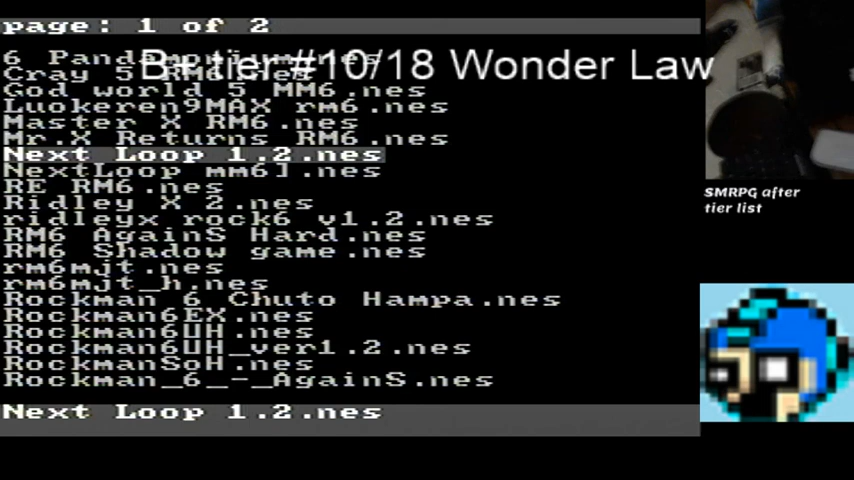 page: 1 of 2
B+ tier #10/18 Wonder Law
God world 5 MM6.nes
Luokeren9MAX rm6.nes
Master X RM6.nes
Mr.X Returns RM6.nes
Next Loop 1.2.nes
NextLoop mm6].nes
RE RM6.nes
Ridley X 2.nes
ridleyx rock6 v1.2.nes
RM6 AgainS Hard.nes
RM6 Shadow game.nes
rm6mjt.nes
rm6mjt_h.nes
Rockman 6 Chuto Hampa.nes
Rockman6EX.nes
Rockman6UH.nes
Rockman6UH_ver1.2.nes
RockmanSoH.nes
Rockman_6_-_AgainS.nes
Next Loop 1.2.nes
SMRPG after
tier list